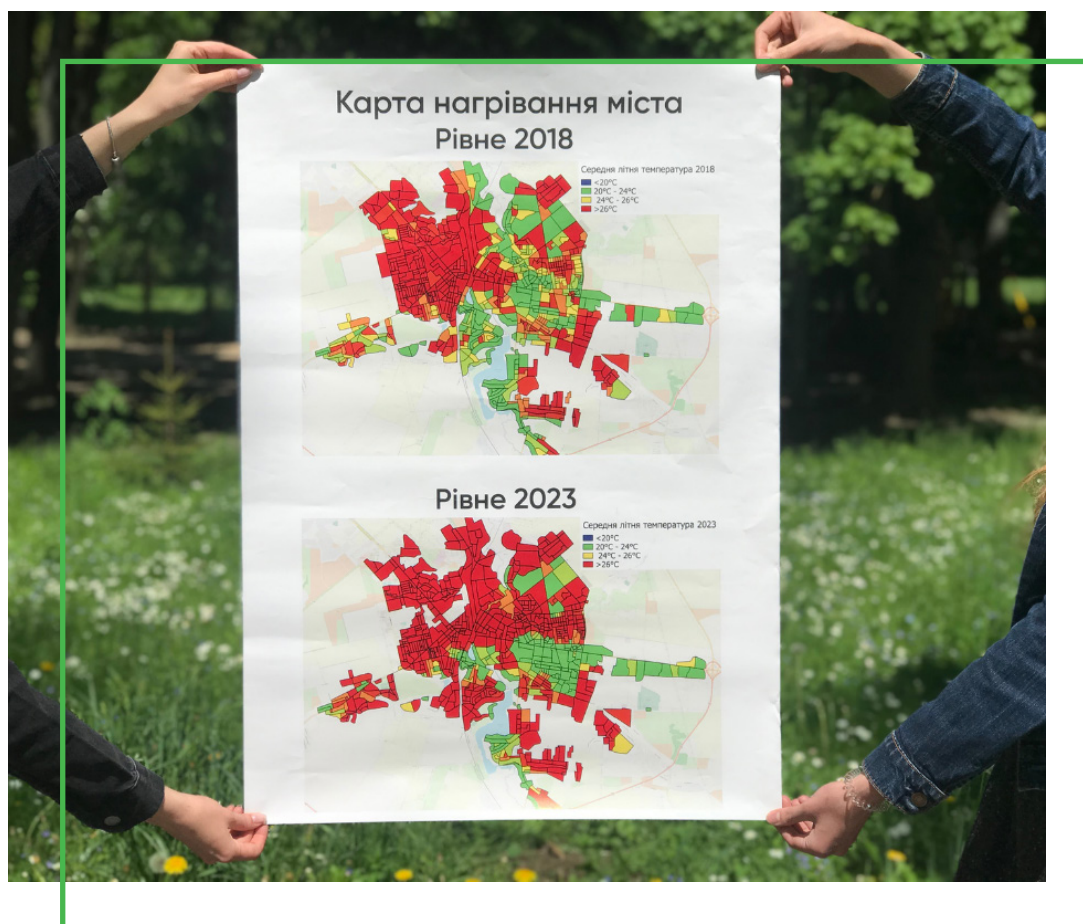 Карта нагрівання міста
Рівне 2018
Середня літня температура 2018
<20°C
20°C - 24°C
24°C - 26°C
>26°C
Рівне 2023
Середня літня температура 2023
<20°C
20°C - 24°C
24°C - 26°C
>26°C